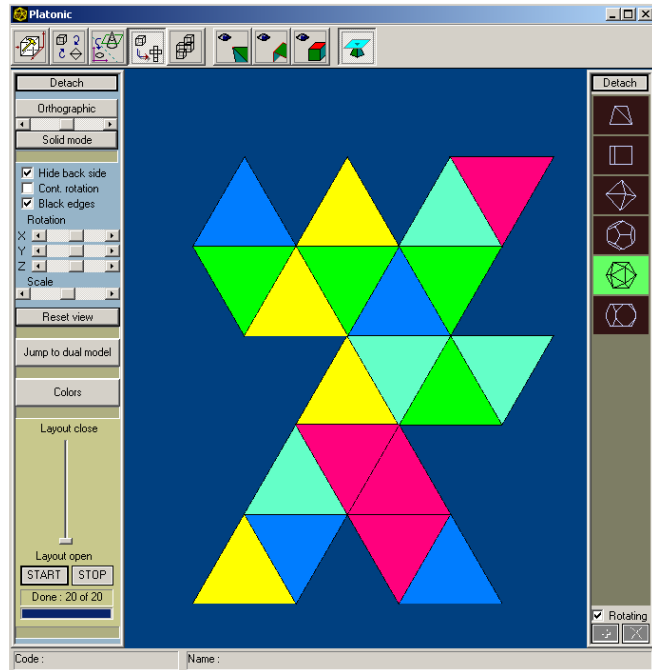 Platonic
Detach
Orthographic
Solid mode
Hide back side
Cont. rotation
Black edges
Rotation
X
Y
Z
Scale
Reset view
Jump to dual model
Colors
Layout close
Layout open
START STOP
Done : 20 of 20
Detach
Rotating
Code :
Name :